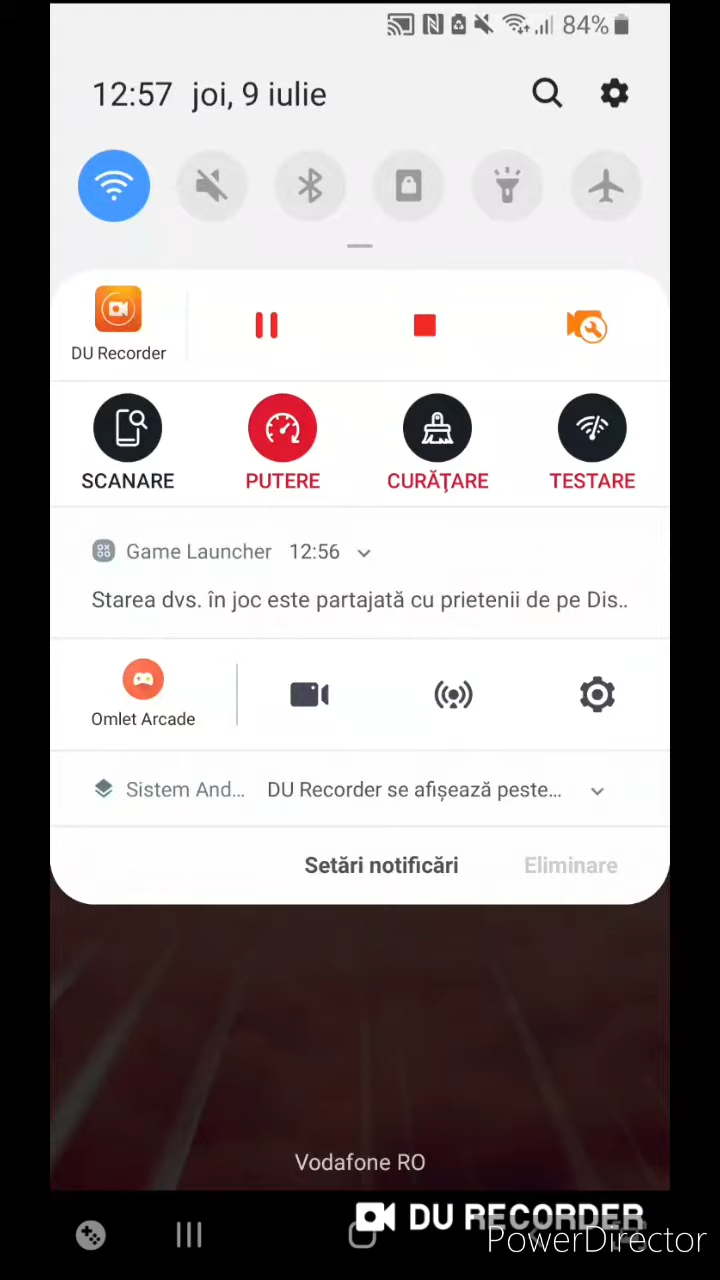 84%
12:57 joi, 9 iulie
DU Recorder
SCANARE PUTERE CURĂȚARE TESTARE
Game Launcher 12:56
Starea dvs. în joc este partajată cu prietenii de pe Dis..
Omlet Arcade
Sistem And... DU Recorder se afișează peste...
Setări notificări Eliminare
Vodafone RO
DU RECORDER
PowerDirector